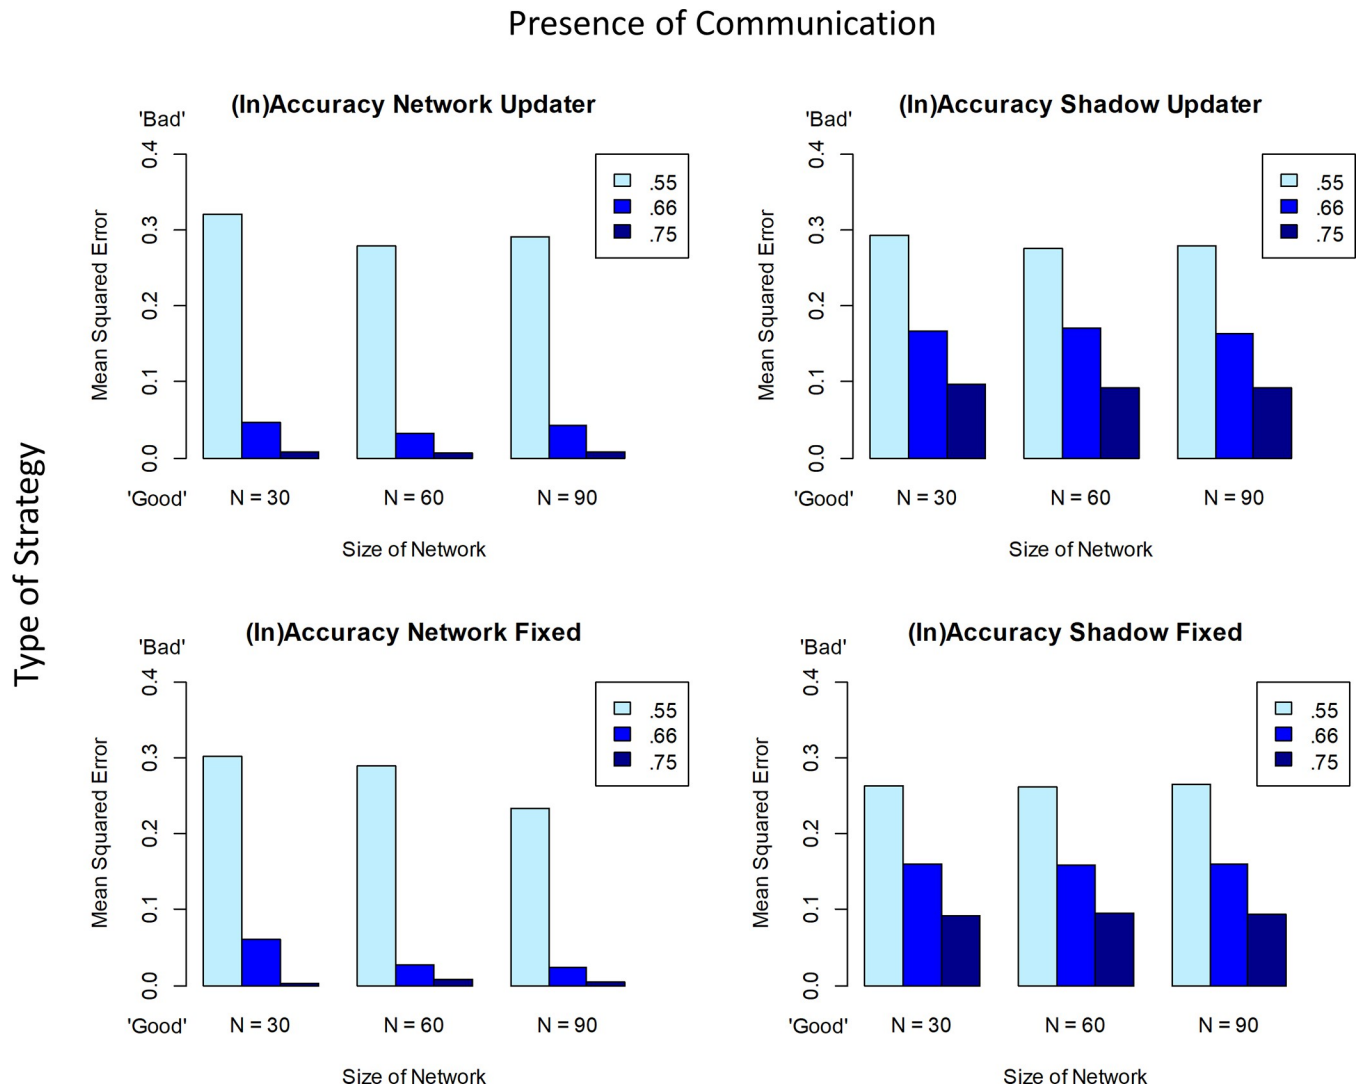 Presence of Communication
Type of Strategy
(In)Accuracy Network Updater
'Bad'
0.4
0.3
0.2
0.1
0.0
Mean Squared Error
.55
.66
.75
'Good'
N = 30
N = 60
N = 90
Size of Network
(In)Accuracy Shadow Updater
'Bad'
0.4
0.3
0.2
0.1
0.0
Mean Squared Error
.55
.66
.75
'Good'
N = 30
N = 60
N = 90
Size of Network
(In)Accuracy Network Fixed
'Bad'
0.4
0.3
0.2
0.1
0.0
Mean Squared Error
.55
.66
.75
'Good'
N = 30
N = 60
N = 90
Size of Network
(In)Accuracy Shadow Fixed
'Bad'
0.4
0.3
0.2
0.1
0.0
Mean Squared Error
.55
.66
.75
'Good'
N = 30
N = 60
N = 90
Size of Network